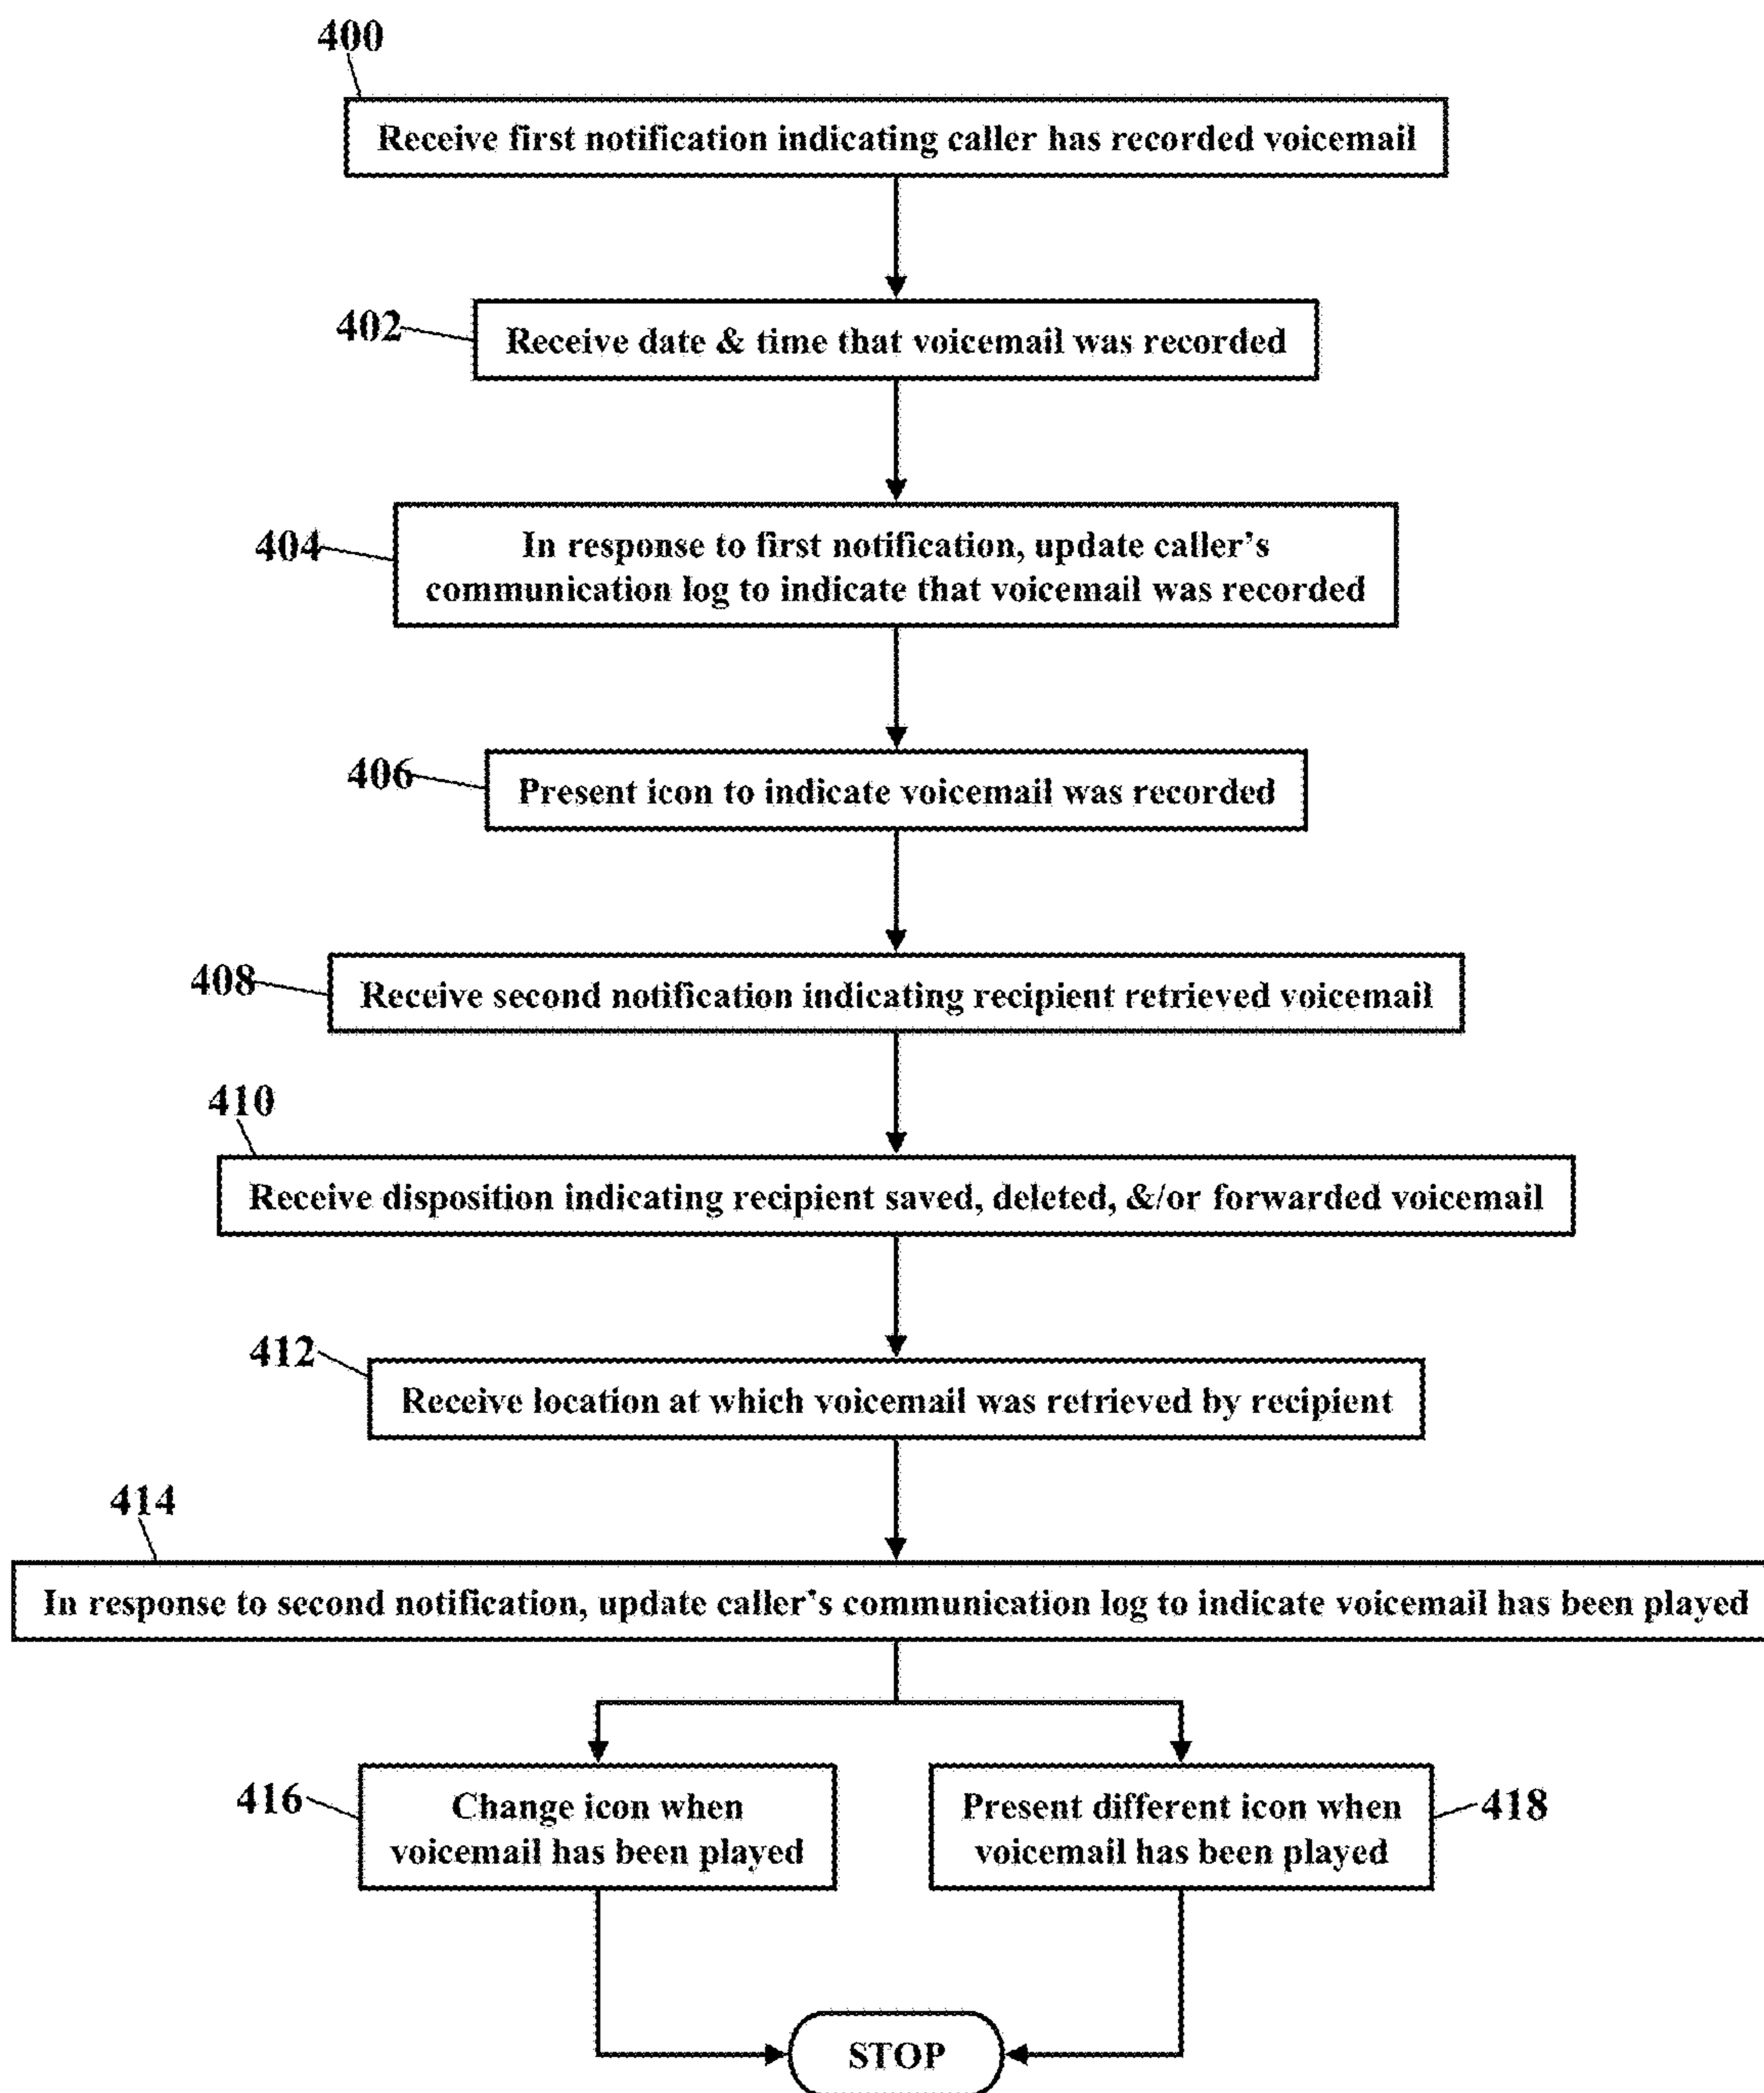 400
Receive first notification indicating caller has recorded voicemail
402
Receive date & time that voicemail was recorded
404
In response to first notification, update caller's
communication log to indicate that voicemail was recorded
406
Present icon to indicate voicemail was recorded
408
Receive second notification indicating recipient retrieved voicemail
410
Receive disposition indicating recipient saved, deleted, &/or forwarded voicemail
412
Receive location at which voicemail was retrieved by recipient
414
In response to second notification, update caller's communication log to indicate voicemail has been played
416
Change icon when
voicemail has been played
Present different icon when
voicemail has been played
418
STOP